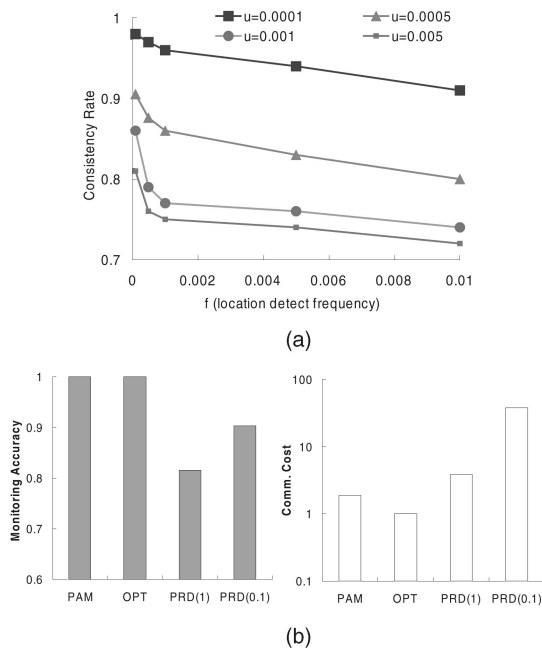 u=0.0001 u=0.0005
u=0.001 u=0.005
1
0.9
0.8
0.7
Consistency Rate
0 0.002 0.004 0.006 0.008 0.01
f (location detect frequency)
(a)
Monitoring Accuracy
1
0.9
0.8
0.7
0.6
PAM OPT PRD(1) PRD(0.1)
Comm. Cost
100
10
1
0.1
PAM OPT PRD(1) PRD(0.1)
(b)